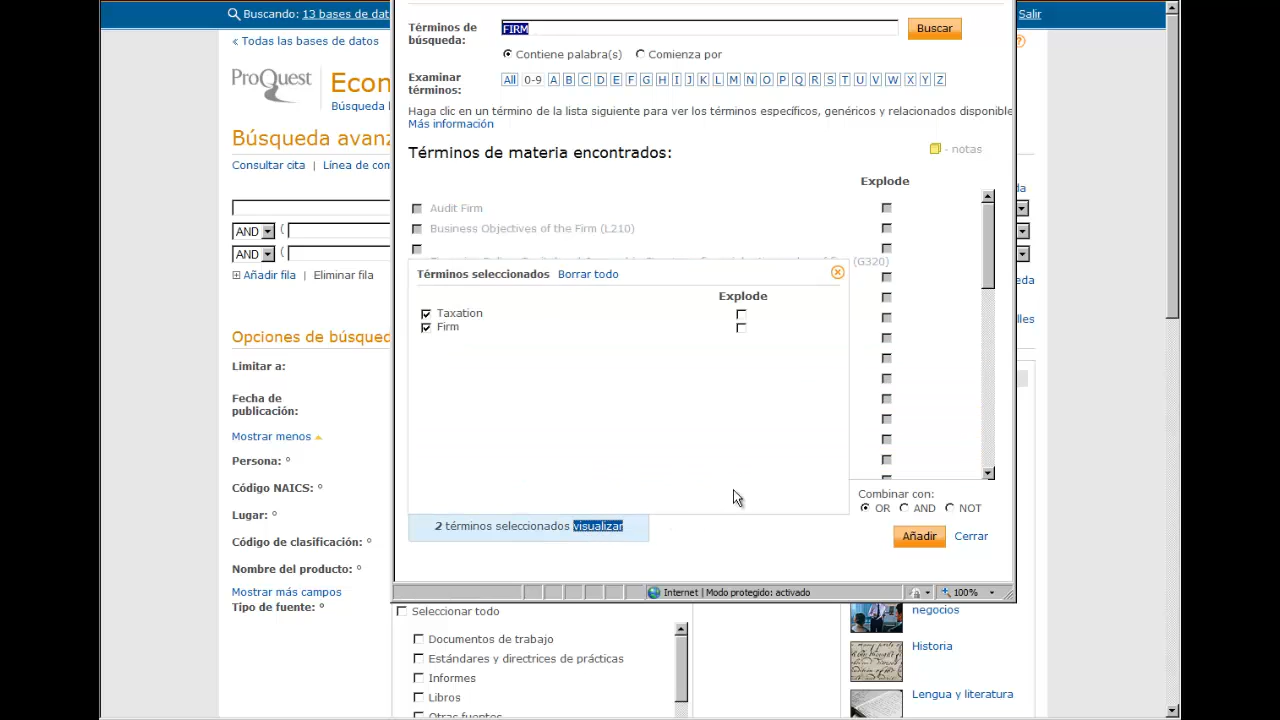 Buscando: 13 bases de dat
Salir
« Todas las bases de datos
ProQuest
Econ
Búsqueda
Búsqueda avanz
Consultar cita | Línea de com
AND (
AND (
Añadir fila | Eliminar fila
Opciones de búsqued
Limitar a:
Fecha de
publicación:
Mostrar menos
Persona:
Código NAICS:
Lugar:
Código de clasificación:
Nombre del producto:
Mostrar más campos
Tipo de fuente:
Términos de
búsqueda:
FIRM
Buscar
Contiene palabra(s) Comienza por
Examinar
términos:
All 0-9 A B C D E F G H I J K L M N O P Q R S T U V W X Y Z
Haga clic en un término de la lista siguiente para ver los términos específicos, genéricos y relacionados disponible
Más información
Términos de materia encontrados:
- notas
Explode
Audit Firm
Business Objectives of the Firm (L210)
(G320)
Términos seleccionados Borrar todo
Explode
Taxation
Firm
2 términos seleccionados visualizar
Combinar con:
OR AND NOT
Añadir Cerrar
Internet | Modo protegido: activado
100%
Seleccionar todo
Documentos de trabajo
Estándares y directrices de prácticas
Informes
Libros
Otras fuentes
da
eda
lles
negocios
Historia
Lengua y literatura